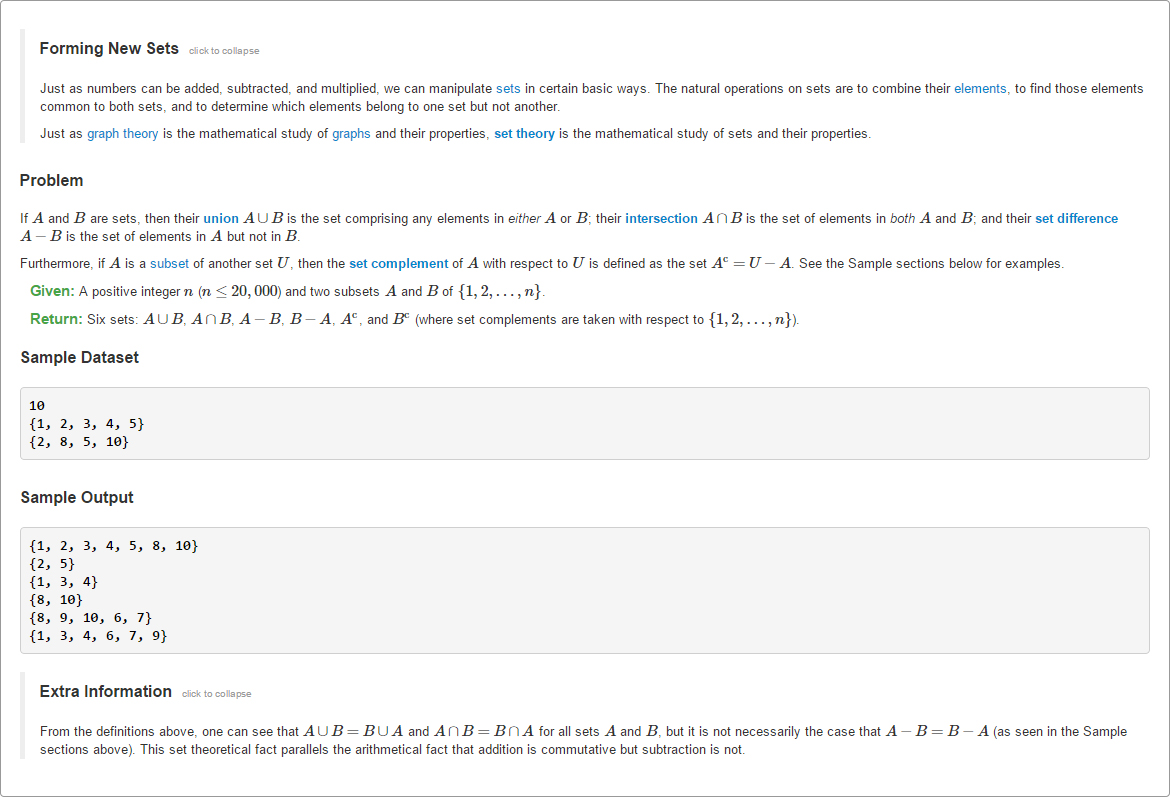 Forming New Sets click to collapse
Just as numbers can be added, subtracted, and multiplied, we can manipulate sets in certain basic ways. The natural operations on sets are to combine their elements, to find those elements
common to both sets, and to determine which elements belong to one set but not another.
Just as graph theory is the mathematical study of graphs and their properties, set theory is the mathematical study of sets and their properties.
Problem
If A and B are sets, then their union A ∪ B is the set comprising any elements in either A or B; their intersection A ∩ B is the set of elements in both A and B; and their set difference
A − B is the set of elements in A but not in B.
Furthermore, if A is a subset of another set U, then the set complement of A with respect to U is defined as the set Aᶜ = U − A. See the Sample sections below for examples.
Given: A positive integer n (n ≤ 20,000) and two subsets A and B of {1, 2, …, n}.
Return: Six sets: A ∪ B, A ∩ B, A − B, B − A, Aᶜ, and Bᶜ (where set complements are taken with respect to {1, 2, …, n}).
Sample Dataset
10
{1, 2, 3, 4, 5}
{2, 8, 5, 10}
Sample Output
{1, 2, 3, 4, 5, 8, 10}
{2, 5}
{1, 3, 4}
{8, 10}
{8, 9, 10, 6, 7}
{1, 3, 4, 6, 7, 9}
Extra Information click to collapse
From the definitions above, one can see that A ∪ B = B ∪ A and A ∩ B = B ∩ A for all sets A and B, but it is not necessarily the case that A − B = B − A (as seen in the Sample
sections above). This set theoretical fact parallels the arithmetical fact that addition is commutative but subtraction is not.